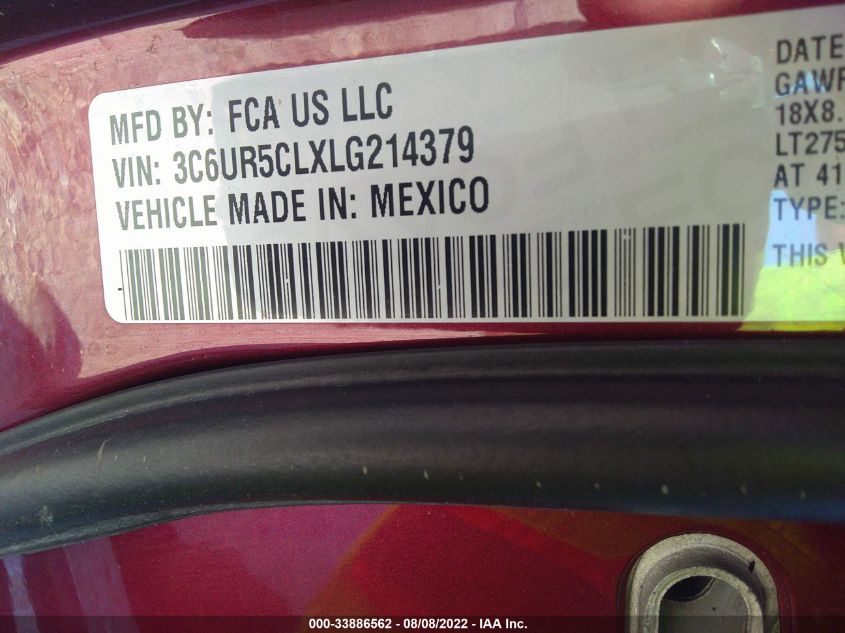 MFD BY: FCA US LLC
VIN: 3C6UR5CLXLG214379
VEHICLE MADE IN: MEXICO
DATE
GAWR
18X8.
LT275
AT 41
TYPE:
THIS V
000-33886562 - 08/08/2022 - IAA Inc.